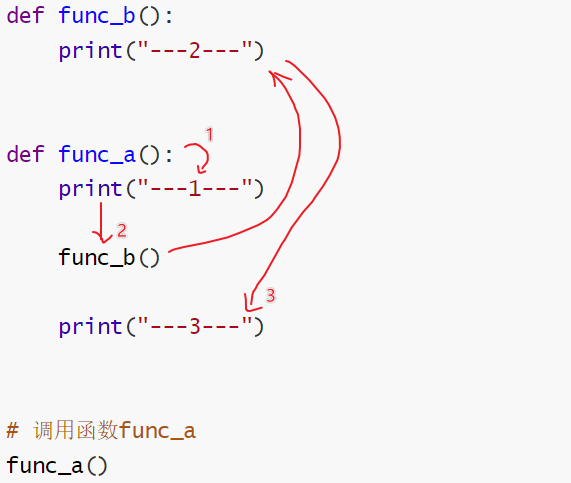 def func_b():
    print("---2---")
def func_a(): 1
    print("---1---")
2
    func_b()
3
    print("---3---")
# 调用函数func_a
func_a()